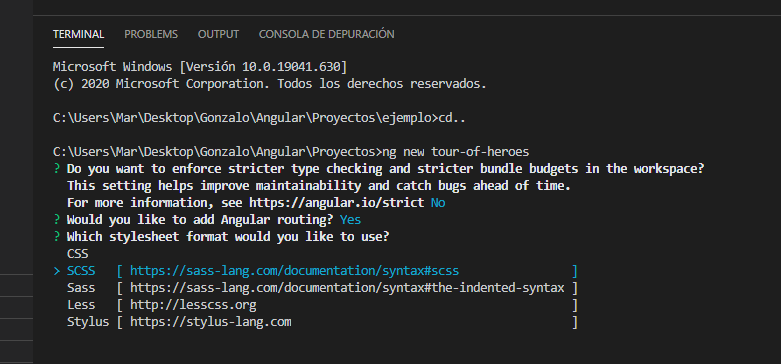 TERMINAL PROBLEMS OUTPUT CONSOLA DE DEPURACIÓN
Microsoft Windows [Versión 10.0.19041.630]
(c) 2020 Microsoft Corporation. Todos los derechos reservados.
C:\Users\Mar\Desktop\Gonzalo\Angular\Proyectos\ejemplo>cd..
C:\Users\Mar\Desktop\Gonzalo\Angular\Proyectos>ng new tour-of-heroes
? Do you want to enforce stricter type checking and stricter bundle budgets in the workspace?
This setting helps improve maintainability and catch bugs ahead of time.
For more information, see https://angular.io/strict No
? Would you like to add Angular routing? Yes
? Which stylesheet format would you like to use?
CSS
> SCSS [ https://sass-lang.com/documentation/syntax#scss ]
Sass [ https://sass-lang.com/documentation/syntax#the-indented-syntax ]
Less [ http://lesscss.org ]
Stylus [ https://stylus-lang.com ]